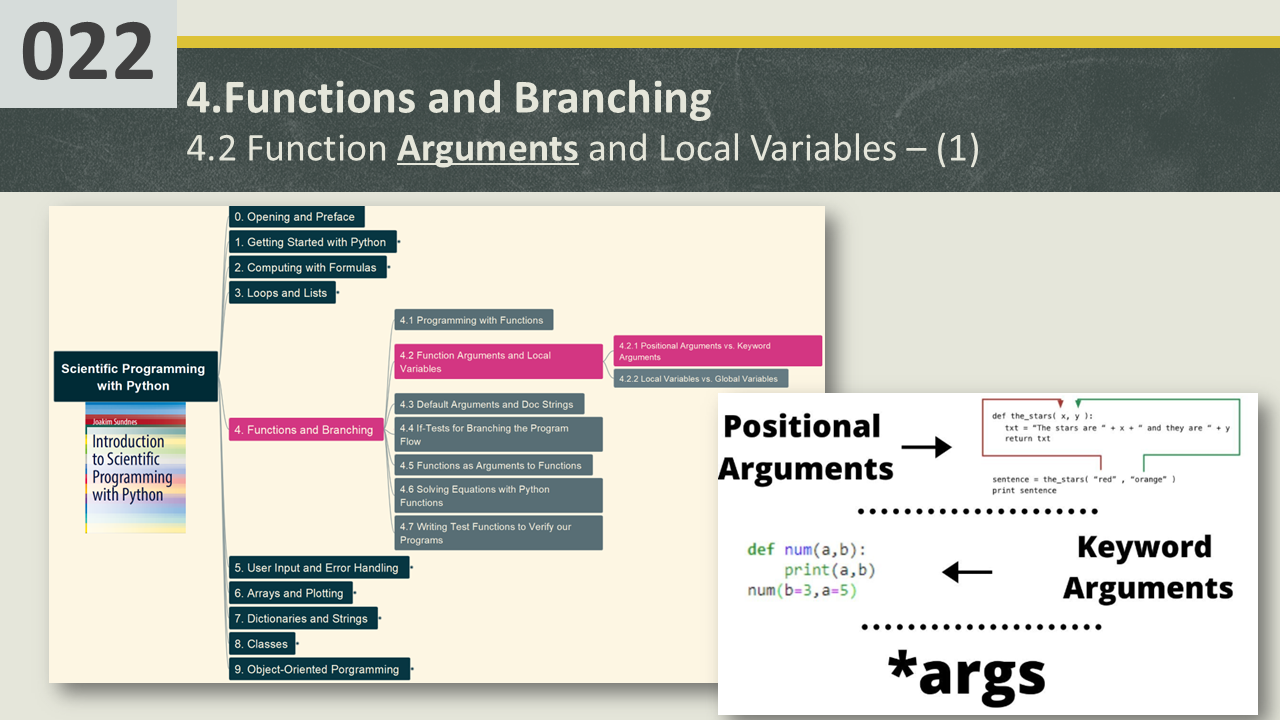 022
4.Functions and Branching
4.2 Function Arguments and Local Variables – (1)
0. Opening and Preface
1. Getting Started with Python
2. Computing with Formulas
3. Loops and Lists
Scientific Programming
with Python
Joakim Sundnes
Introduction
to Scientific
Programming
with Python
4. Functions and Branching
4.1 Programming with Functions
4.2 Function Arguments and Local
Variables
4.2.1 Positional Arguments vs. Keyword
Arguments
4.2.2 Local Variables vs. Global Variables
4.3 Default Arguments and Doc Strings
4.4 If-Tests for Branching the Program
Flow
4.5 Functions as Arguments to Functions
4.6 Solving Equations with Python
Functions
4.7 Writing Test Functions to Verify our
Programs
5. User Input and Error Handling
6. Arrays and Plotting
7. Dictionaries and Strings
8. Classes
9. Object-Oriented Porgramming
Positional
Arguments
def the_stars( x, y ):
txt = "The stars are " + x + " and they are " + y
return txt
sentence = the_stars( "red" , "orange" )
print sentence
def num(a,b):
print(a,b)
num(b=3,a=5)
Keyword
Arguments
*args